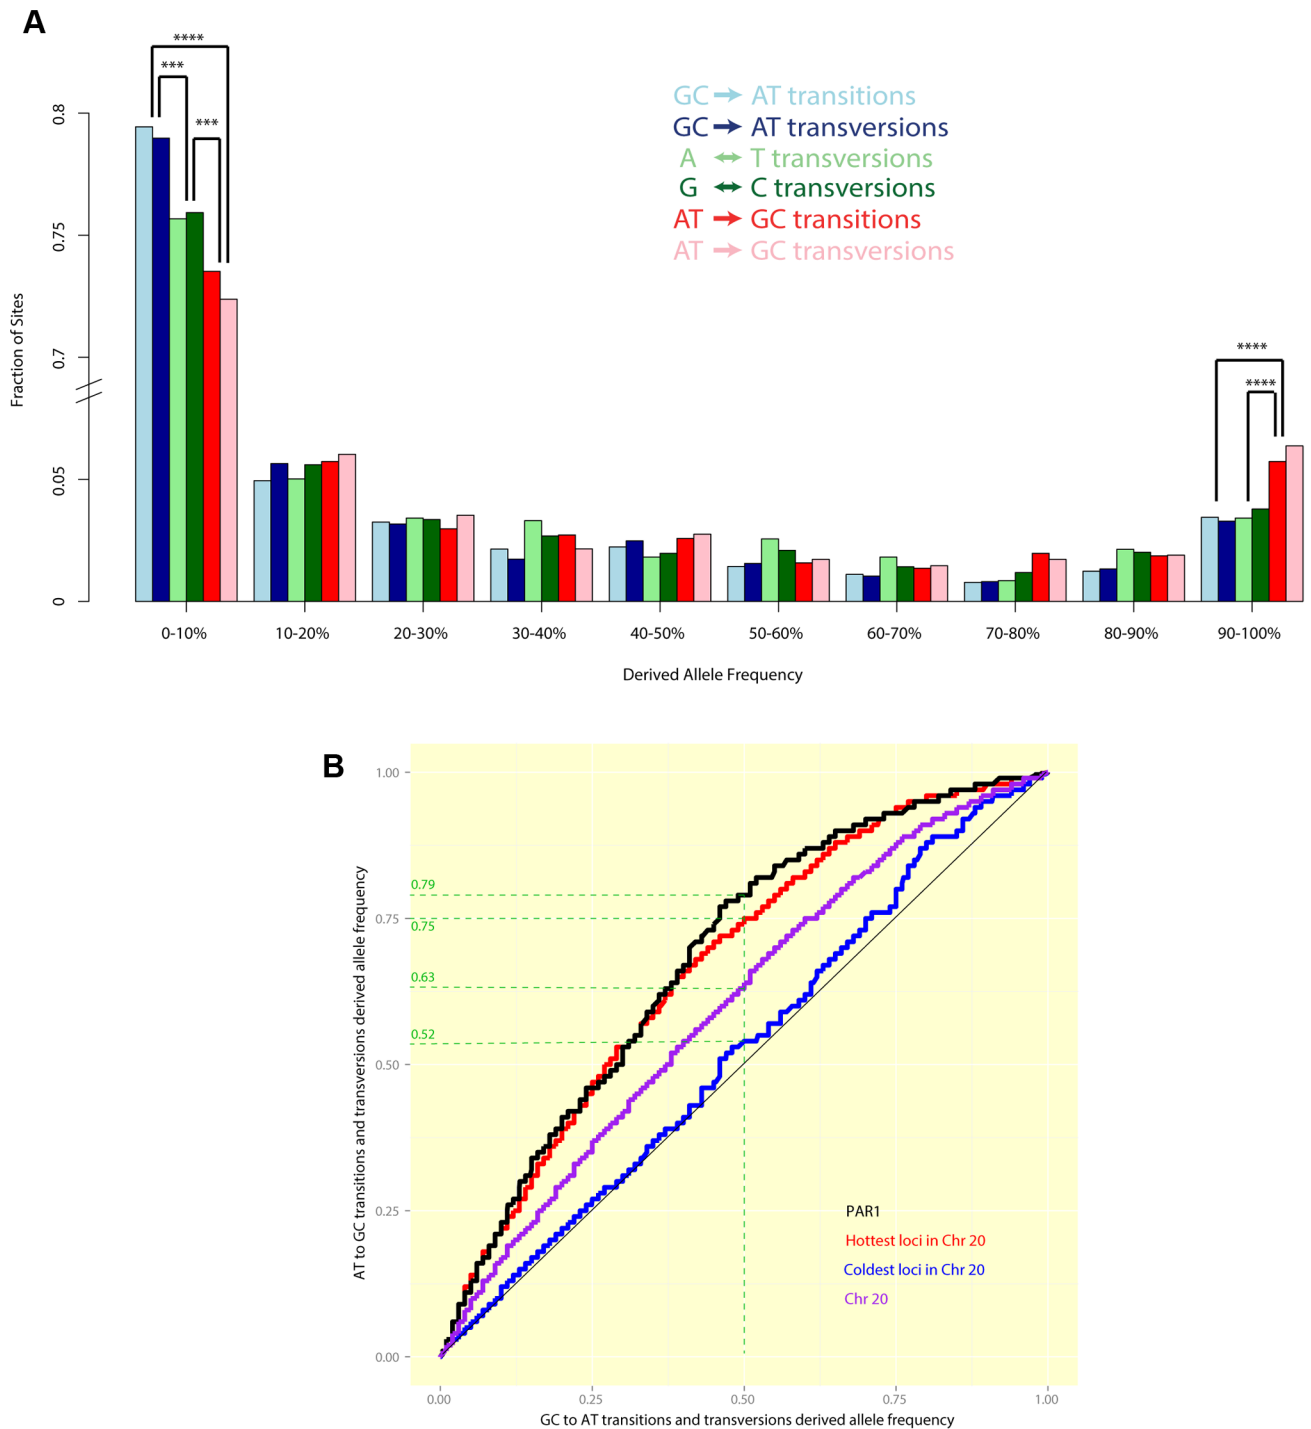 A
****
***
***
0.8
0.75
0.7
0.05
0
Fraction of Sites
GC → AT transitions
GC → AT transversions
A ↔ T transversions
G ↔ C transversions
AT → GC transitions
AT → GC transversions
****
****
0-10% 10-20% 20-30% 30-40% 40-50% 50-60% 60-70% 70-80% 80-90% 90-100%
Derived Allele Frequency
B
AT to GC transitions and transversions derived allele frequency
1.00
0.75
0.50
0.25
0.00
0.79
0.75
0.63
0.52
PAR1
Hottest loci in Chr 20
Coldest loci in Chr 20
Chr 20
0.00 0.25 0.50 0.75 1.00
GC to AT transitions and transversions derived allele frequency